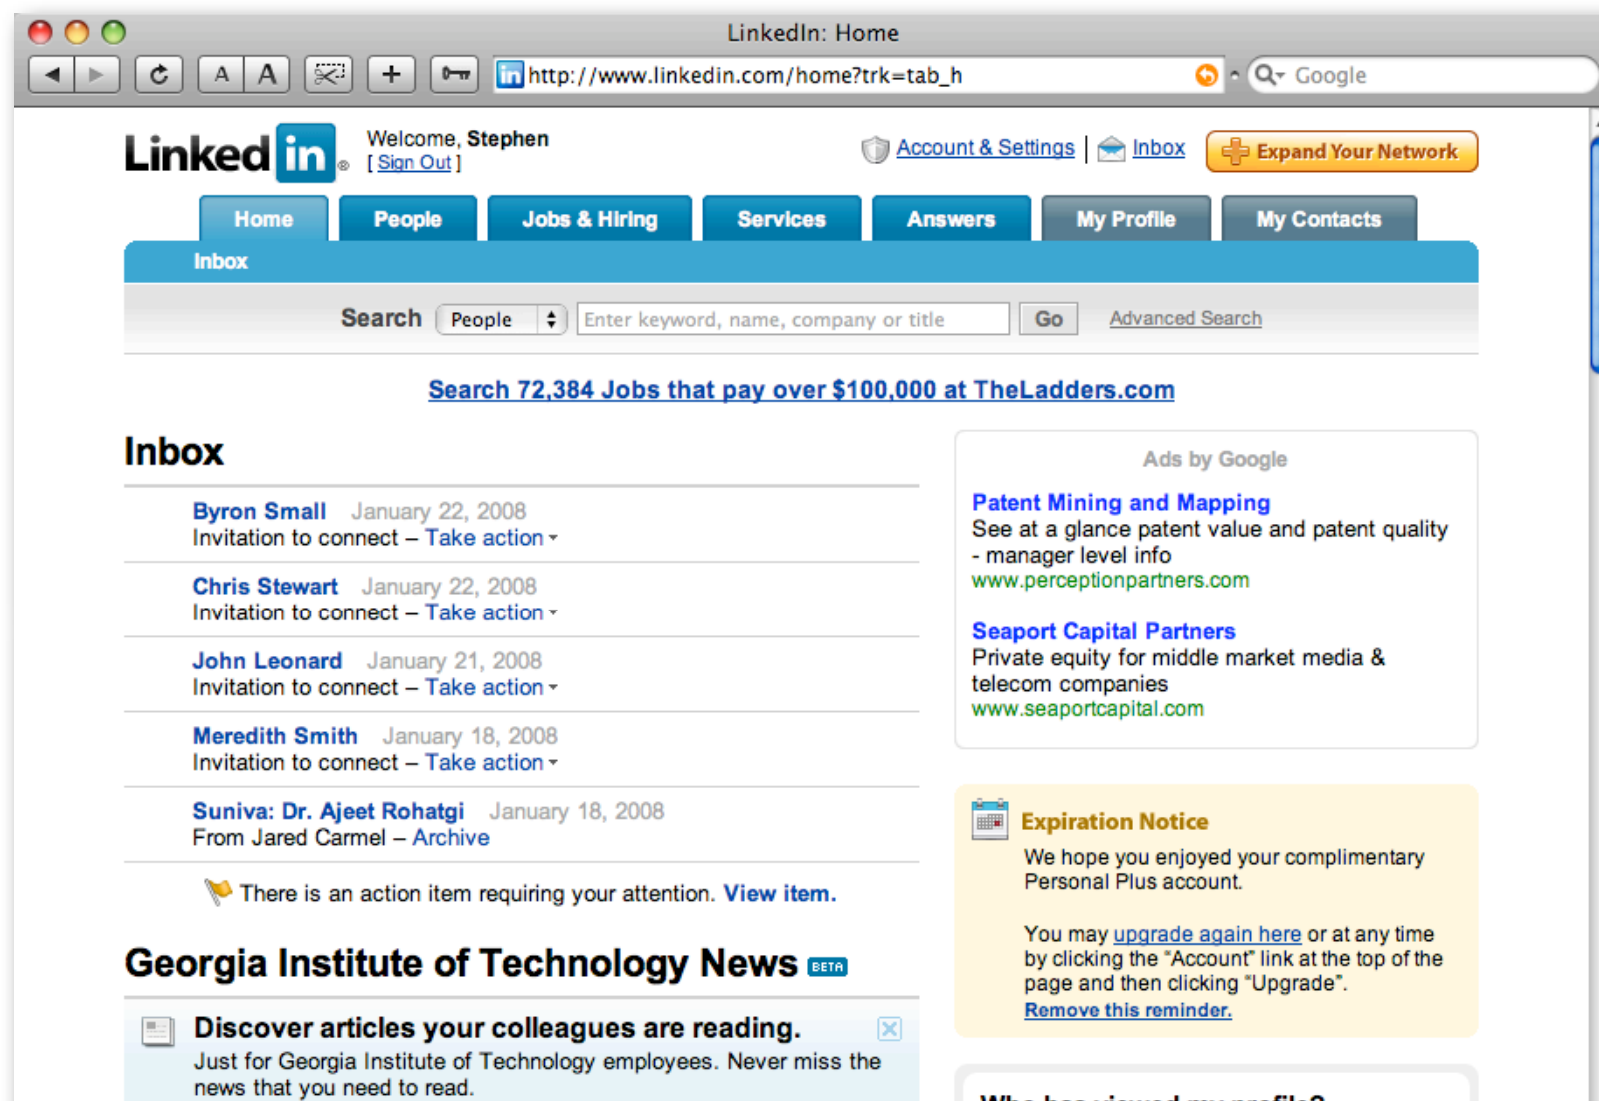 LinkedIn: Home
A A + in http://www.linkedin.com/home?trk=tab_h Google
Linked in ® Welcome, Stephen
[ Sign Out ]
Account & Settings | Inbox Expand Your Network
Home People Jobs & Hiring Services Answers My Profile My Contacts
Inbox
Search People Enter keyword, name, company or title Go Advanced Search
Search 72,384 Jobs that pay over $100,000 at TheLadders.com
Inbox
Byron Small January 22, 2008
Invitation to connect – Take action
Chris Stewart January 22, 2008
Invitation to connect – Take action
John Leonard January 21, 2008
Invitation to connect – Take action
Meredith Smith January 18, 2008
Invitation to connect – Take action
Suniva: Dr. Ajeet Rohatgi January 18, 2008
From Jared Carmel – Archive
There is an action item requiring your attention. View item.
Georgia Institute of Technology News BETA
Discover articles your colleagues are reading.
Just for Georgia Institute of Technology employees. Never miss the
news that you need to read.
Ads by Google
Patent Mining and Mapping
See at a glance patent value and patent quality
- manager level info
www.perceptionpartners.com
Seaport Capital Partners
Private equity for middle market media &
telecom companies
www.seaportcapital.com
Expiration Notice
We hope you enjoyed your complimentary
Personal Plus account.
You may upgrade again here or at any time
by clicking the “Account” link at the top of the
page and then clicking “Upgrade”.
Remove this reminder.
Who has viewed my profile?